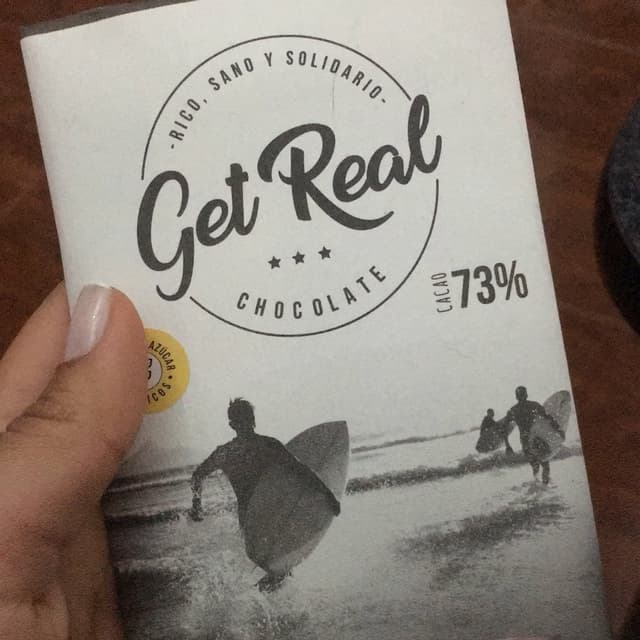 -RICO, SANO Y SOLIDARIO-
Get Real
CHOCOLATE
CACAO
73%
AZUCAR